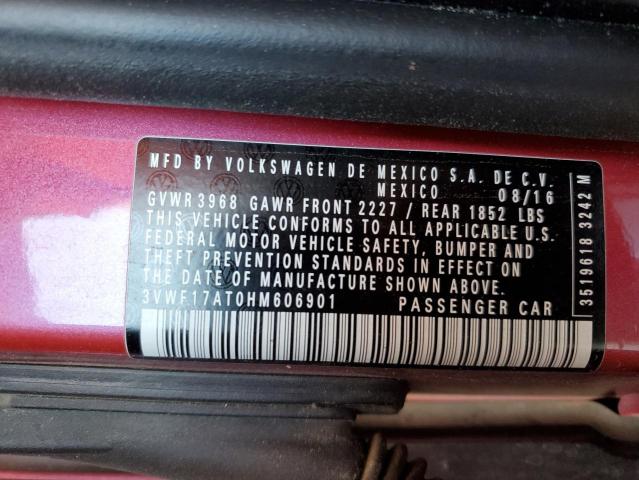 MFD BY VOLKSWAGEN DE MEXICO S.A. DE C.V.
MEXICO 08/16
GVWR 3968 GAWR FRONT 2227 / REAR 1852 LBS
THIS VEHICLE CONFORMS TO ALL APPLICABLE U.S.
FEDERAL MOTOR VEHICLE SAFETY, BUMPER AND
THEFT PREVENTION STANDARDS IN EFFECT ON
THE DATE OF MANUFACTURE SHOWN ABOVE.
3VWF17AT0HM606901 PASSENGER CAR
3519618 3242 M